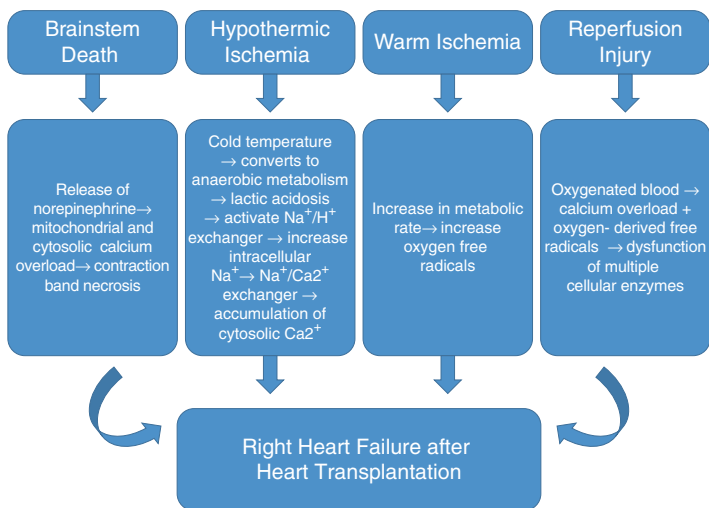 Brainstem
Death
Hypothermic
Ischemia
Warm Ischemia
Reperfusion
Injury
Release of
norepinephrine→
mitochondrial and
cytosolic calcium
overload→ contraction
band necrosis
Cold temperature
→ converts to
anaerobic metabolism
→ lactic acidosis
→ activate Na⁺/H⁺
exchanger → increase
intracellular
Na⁺→ Na⁺/Ca2⁺
exchanger →
accumulation of
cytosolic Ca2⁺
Increase in metabolic
rate→ increase
oxygen free
radicals
Oxygenated blood →
calcium overload +
oxygen- derived free
radicals → dysfunction
of multiple
cellular enzymes
Right Heart Failure after
Heart Transplantation